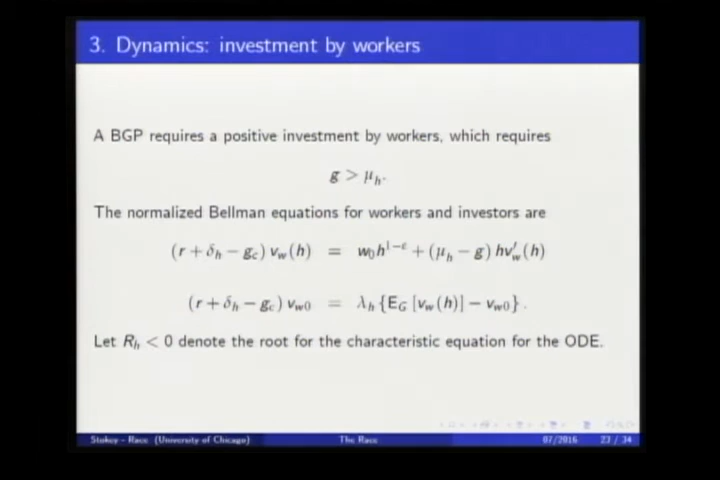 3. Dynamics: investment by workers
A BGP requires a positive investment by workers, which requires
g > μ_h.
The normalized Bellman equations for workers and investors are
(r + δ_h − g_c) v_w(h) = w_0 h^{1−ε} + (μ_h − g) h v′_w(h)
(r + δ_h − g_c) v_{w0} = λ_h {E_G [v_w(h)] − v_{w0}} .
Let R_h < 0 denote the root for the characteristic equation for the ODE.
Stokey - Race (University of Chicago) The Race 07/2016 23 / 34